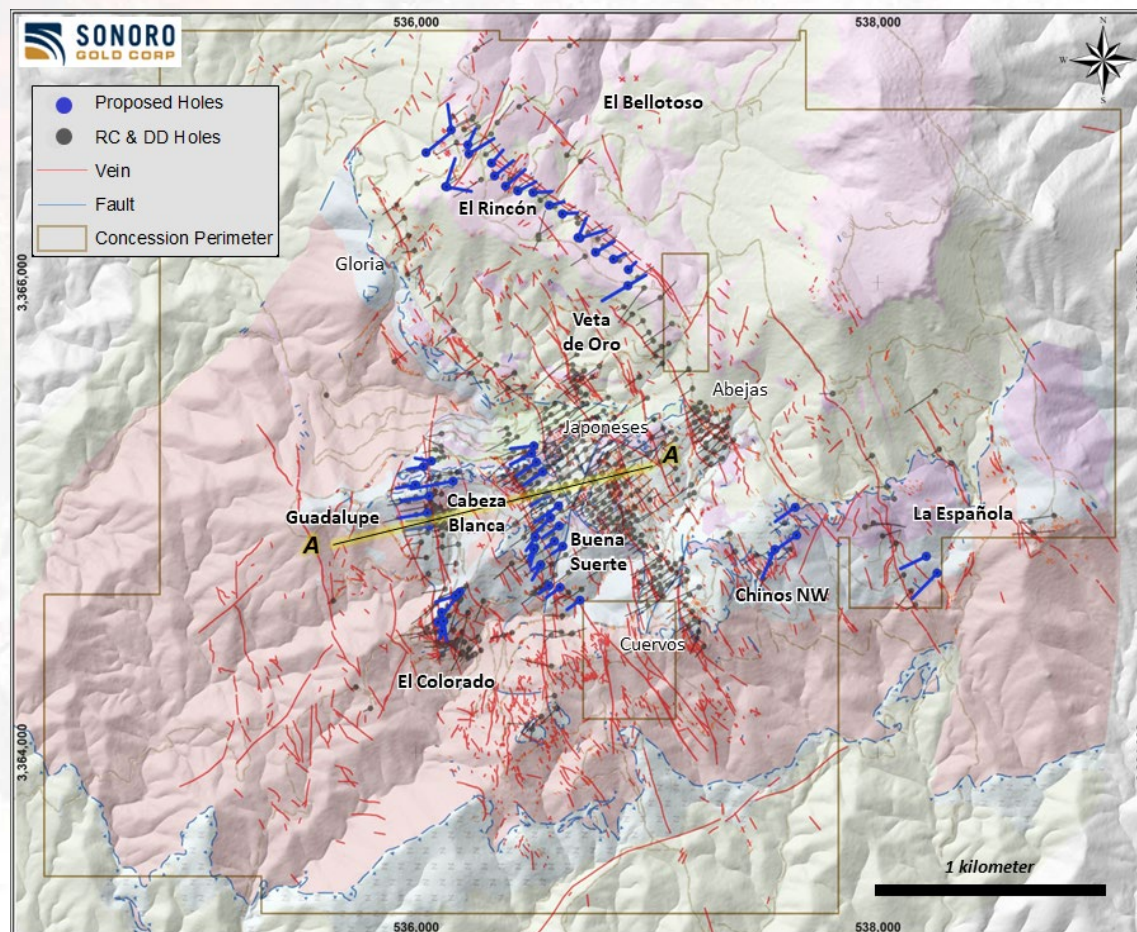 SONORO
GOLD CORP
536,000
538,000
N
W
S
Proposed Holes
RC & DD Holes
Vein
Fault
Concession Perimeter
El Bellotoso
El Rincón
Gloria
3,366,000
Veta
de Oro
Abejas
Japoneses
A
Cabeza
Blanca
Guadalupe
A
Buena
Suerte
La Española
Chinos NW
Cuervos
El Colorado
3,364,000
1 kilometer
536,000
538,000